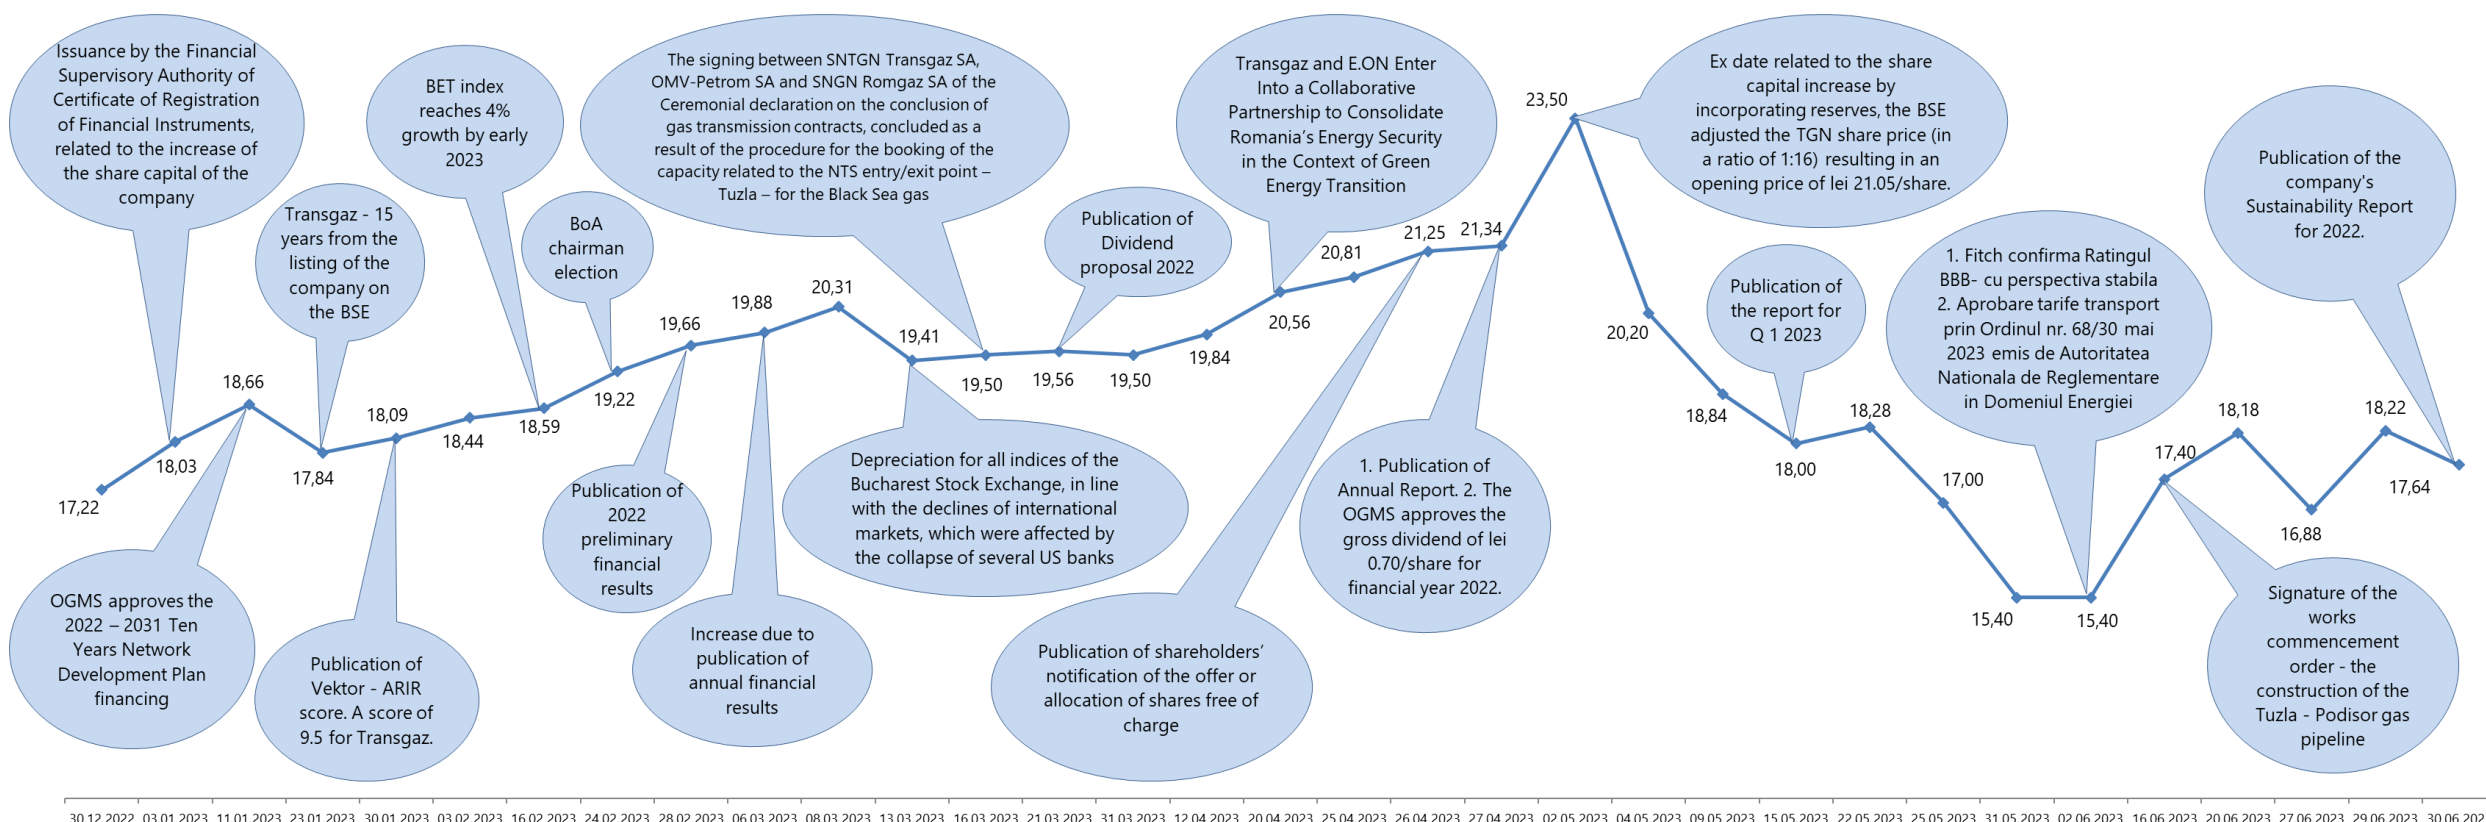 Issuance by the Financial
Supervisory Authority of
Certificate of Registration
of Financial Instruments,
related to the increase of
the share capital of the
company
Transgaz - 15
years from the
listing of the
company on
the BSE
BET index
reaches 4%
growth by early
2023
BoA
chairman
election
The signing between SNTGN Transgaz SA,
OMV-Petrom SA and SNGN Romgaz SA of the
Ceremonial declaration on the conclusion of
gas transmission contracts, concluded as a
result of the procedure for the booking of the
capacity related to the NTS entry/exit point –
Tuzla – for the Black Sea gas
Publication of
Dividend
proposal 2022
Transgaz and E.ON Enter
Into a Collaborative
Partnership to Consolidate
Romania’s Energy Security
in the Context of Green
Energy Transition
Ex date related to the share
capital increase by
incorporating reserves, the BSE
adjusted the TGN share price (in
a ratio of 1:16) resulting in an
opening price of lei 21.05/share.
Publication of
the report for
Q 1 2023
1. Fitch confirma Ratingul
BBB- cu perspectiva stabila
2. Aprobare tarife transport
prin Ordinul nr. 68/30 mai
2023 emis de Autoritatea
Nationala de Reglementare
in Domeniul Energiei
Publication of the
company's
Sustainability Report
for 2022.
17,22
18,03
18,66
17,84
18,09
18,44
18,59
19,22
19,66
19,88
20,31
19,41
19,50
19,56
19,50
19,84
20,56
20,81
21,25
21,34
23,50
20,20
18,84
18,00
18,28
17,00
15,40
15,40
17,40
18,18
16,88
18,22
17,64
OGMS approves the
2022 – 2031 Ten
Years Network
Development Plan
financing
Publication of
Vektor - ARIR
score. A score of
9.5 for Transgaz.
Publication of
2022
preliminary
financial
results
Increase due to
publication of
annual financial
results
Depreciation for all indices of the
Bucharest Stock Exchange, in line
with the declines of international
markets, which were affected by
the collapse of several US banks
Publication of shareholders’
notification of the offer or
allocation of shares free of
charge
1. Publication of
Annual Report. 2. The
OGMS approves the
gross dividend of lei
0.70/share for
financial year 2022.
Signature of the
works
commencement
order - the
construction of the
Tuzla - Podisor gas
pipeline
30.12.2022 03.01.2023 11.01.2023 23.01.2023 30.01.2023 03.02.2023 16.02.2023 24.02.2023 28.02.2023 06.03.2023 08.03.2023 13.03.2023 16.03.2023 21.03.2023 31.03.2023 12.04.2023 20.04.2023 25.04.2023 26.04.2023 27.04.2023 02.05.2023 04.05.2023 09.05.2023 15.05.2023 22.05.2023 25.05.2023 31.05.2023 02.06.2023 16.06.2023 20.06.2023 27.06.2023 29.06.2023 30.06.202